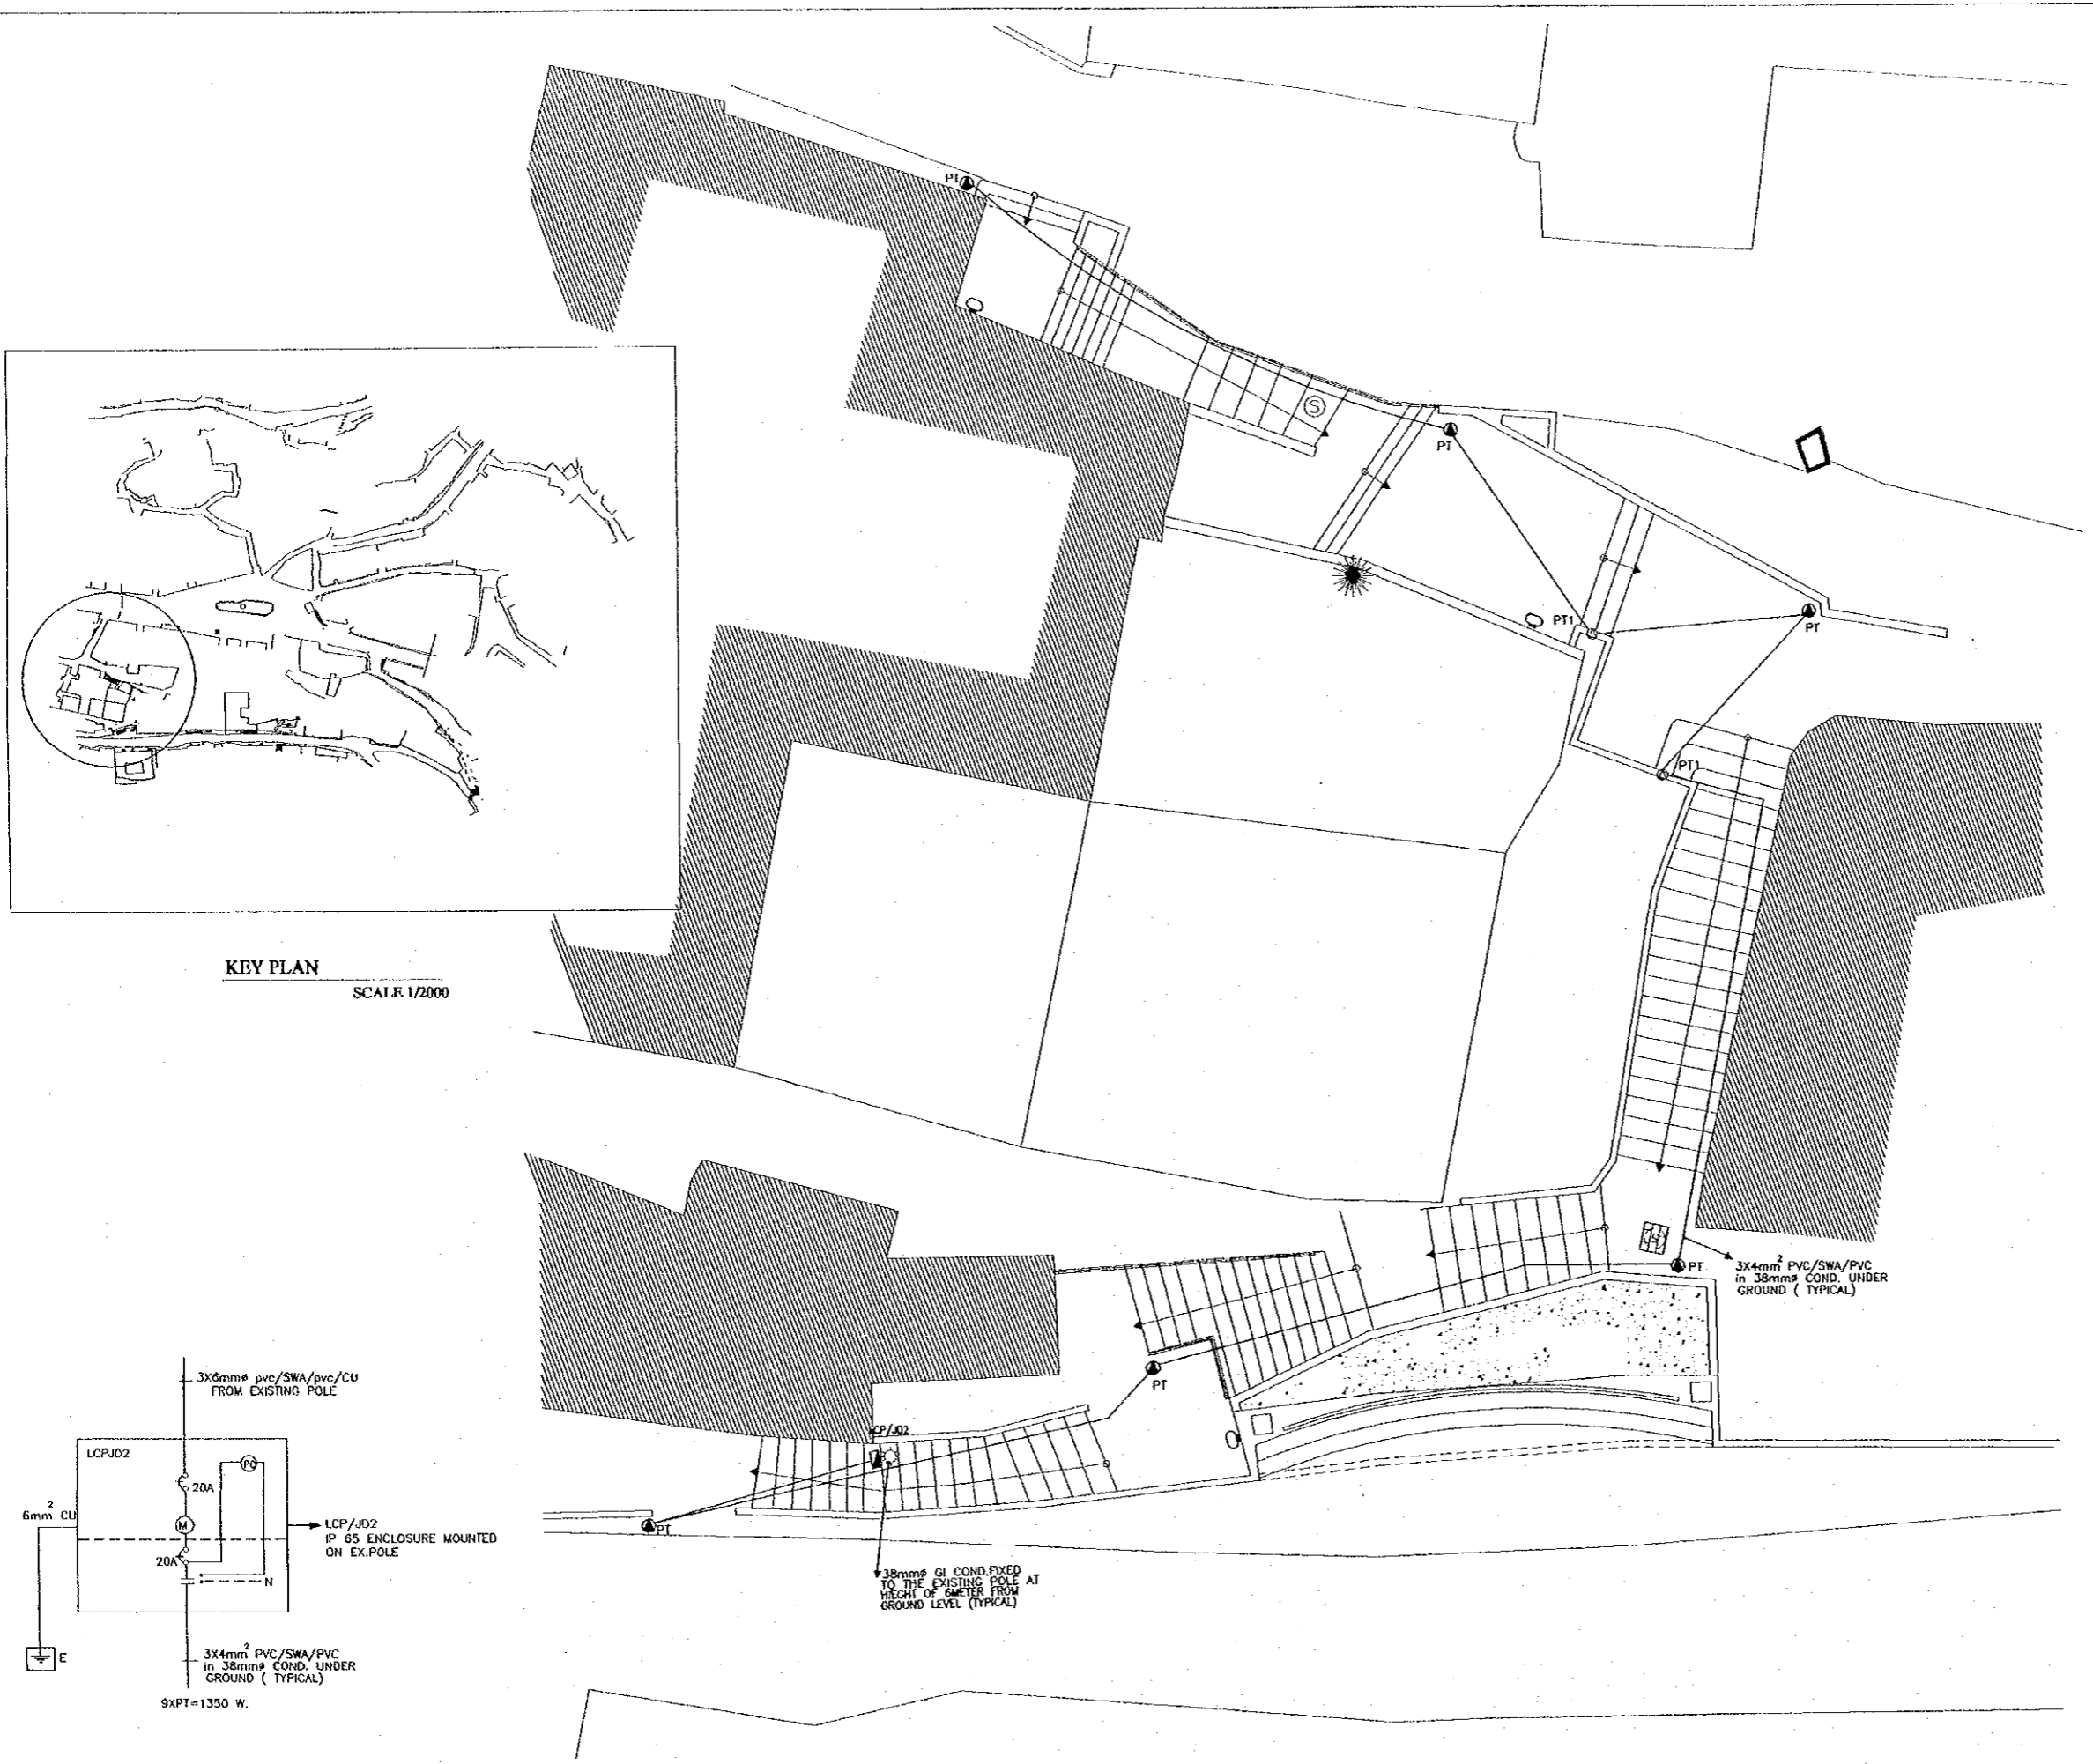 PT
S
PT
PT1
PT
PT1
KEY PLAN
SCALE 1/2000
PT
3X4mm² PVC/SWA/PVC
in 38mmø COND. UNDER
GROUND ( TYPICAL)
PT
CP/JD2
PT
38mmø GI COND.FIXED
TO THE EXISTING POLE AT
HIEGHT OF 6METER FROM
GROUND LEVEL (TYPICAL)
3X6mmø pvc/SWA/pvc/CU
FROM EXISTING POLE
LCPJD2
PC
20A
6mm² CU
M
LCP/JD2
IP 65 ENCLOSURE MOUNTED
ON EX.POLE
20A
N
E
3X4mm² PVC/SWA/PVC
in 38mmø COND. UNDER
GROUND ( TYPICAL)
9XPT=1350 W.